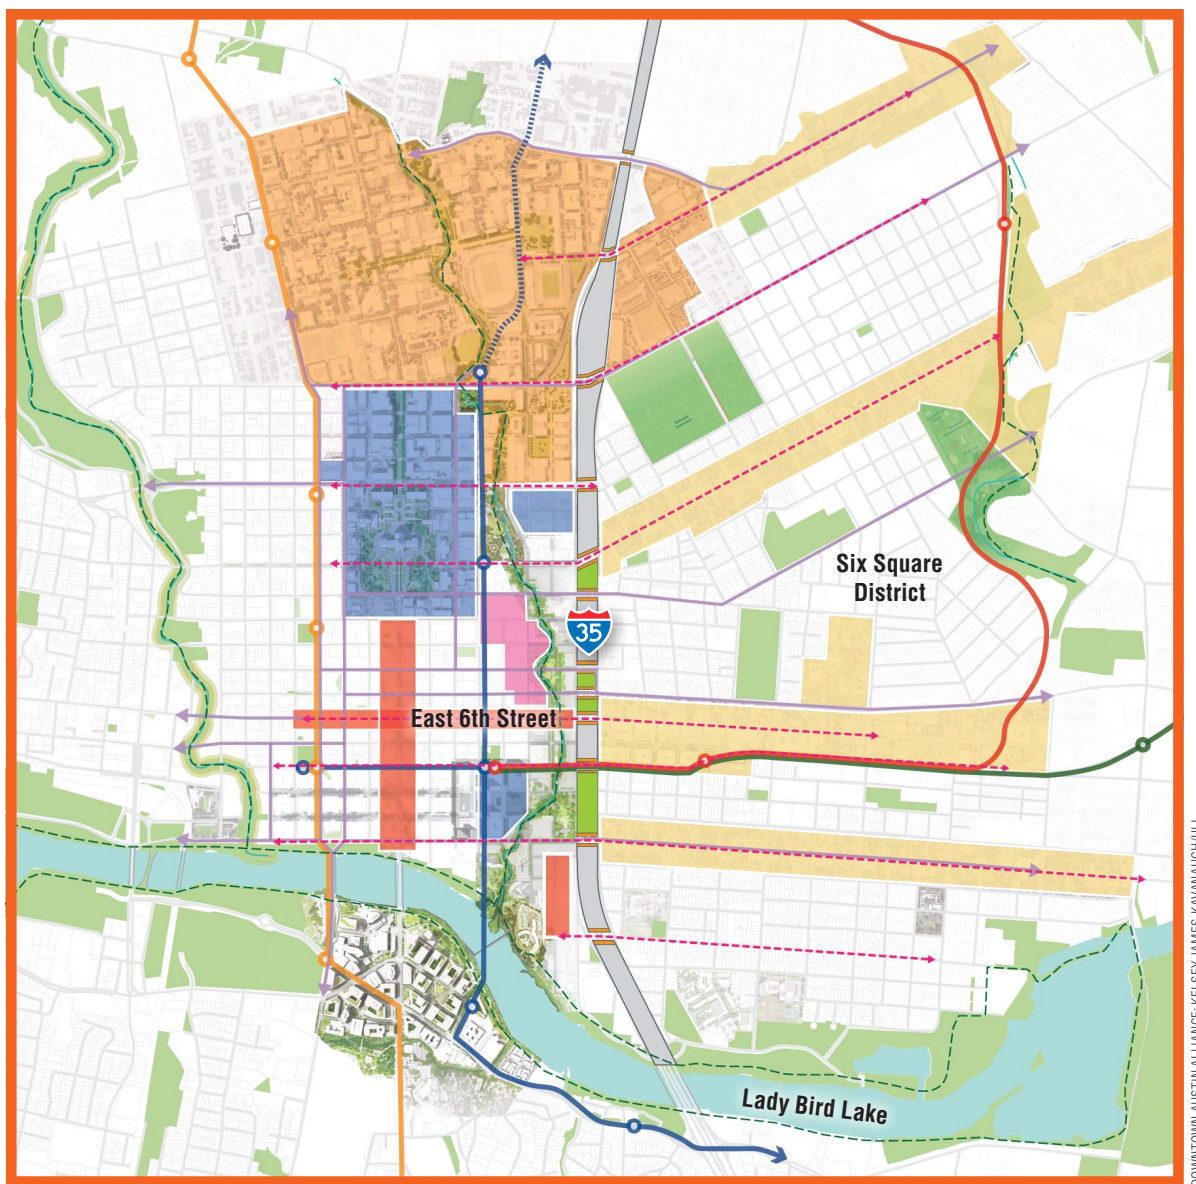 Six Square
District
35
East 6th Street
Lady Bird Lake
DOWNTOWN AUSTIN ALLIANCE; KELSEY JAMES KAVANAUGH/ULI